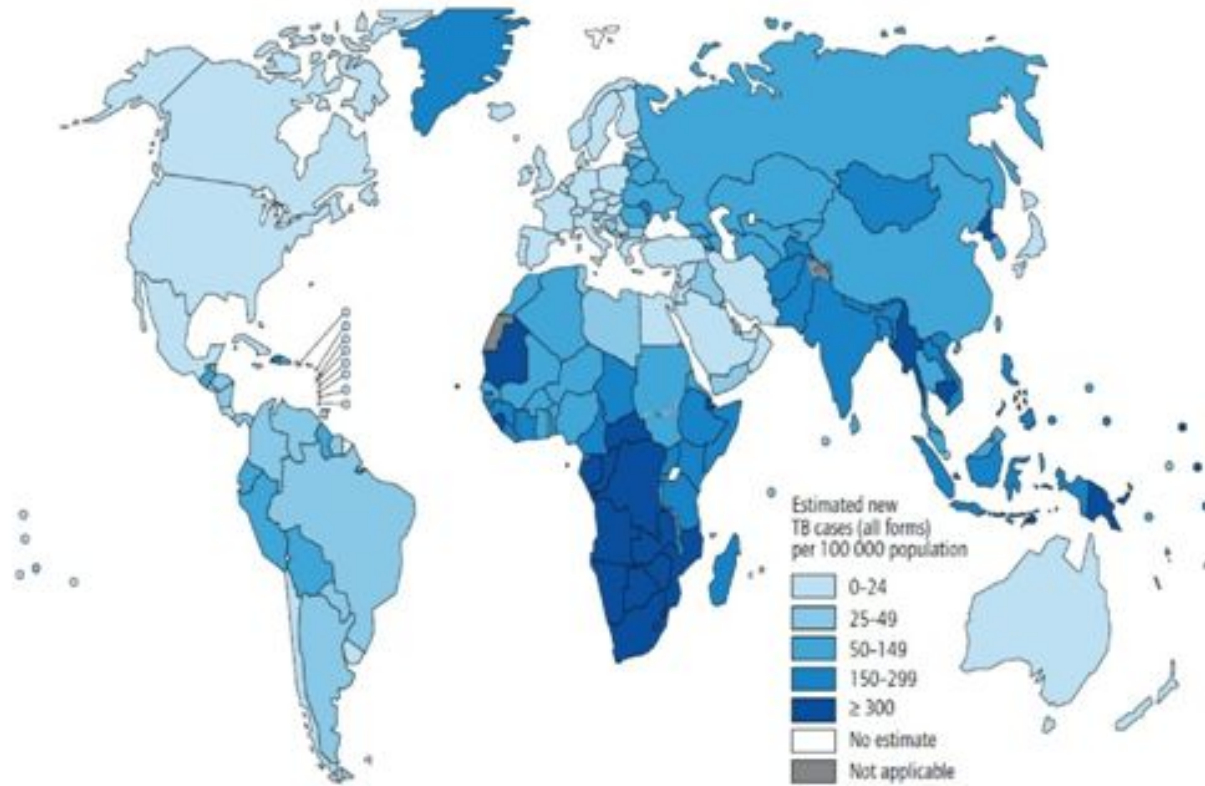 Estimated new
TB cases (all forms)
per 100 000 population
0–24
25–49
50–149
150–299
≥ 300
No estimate
Not applicable